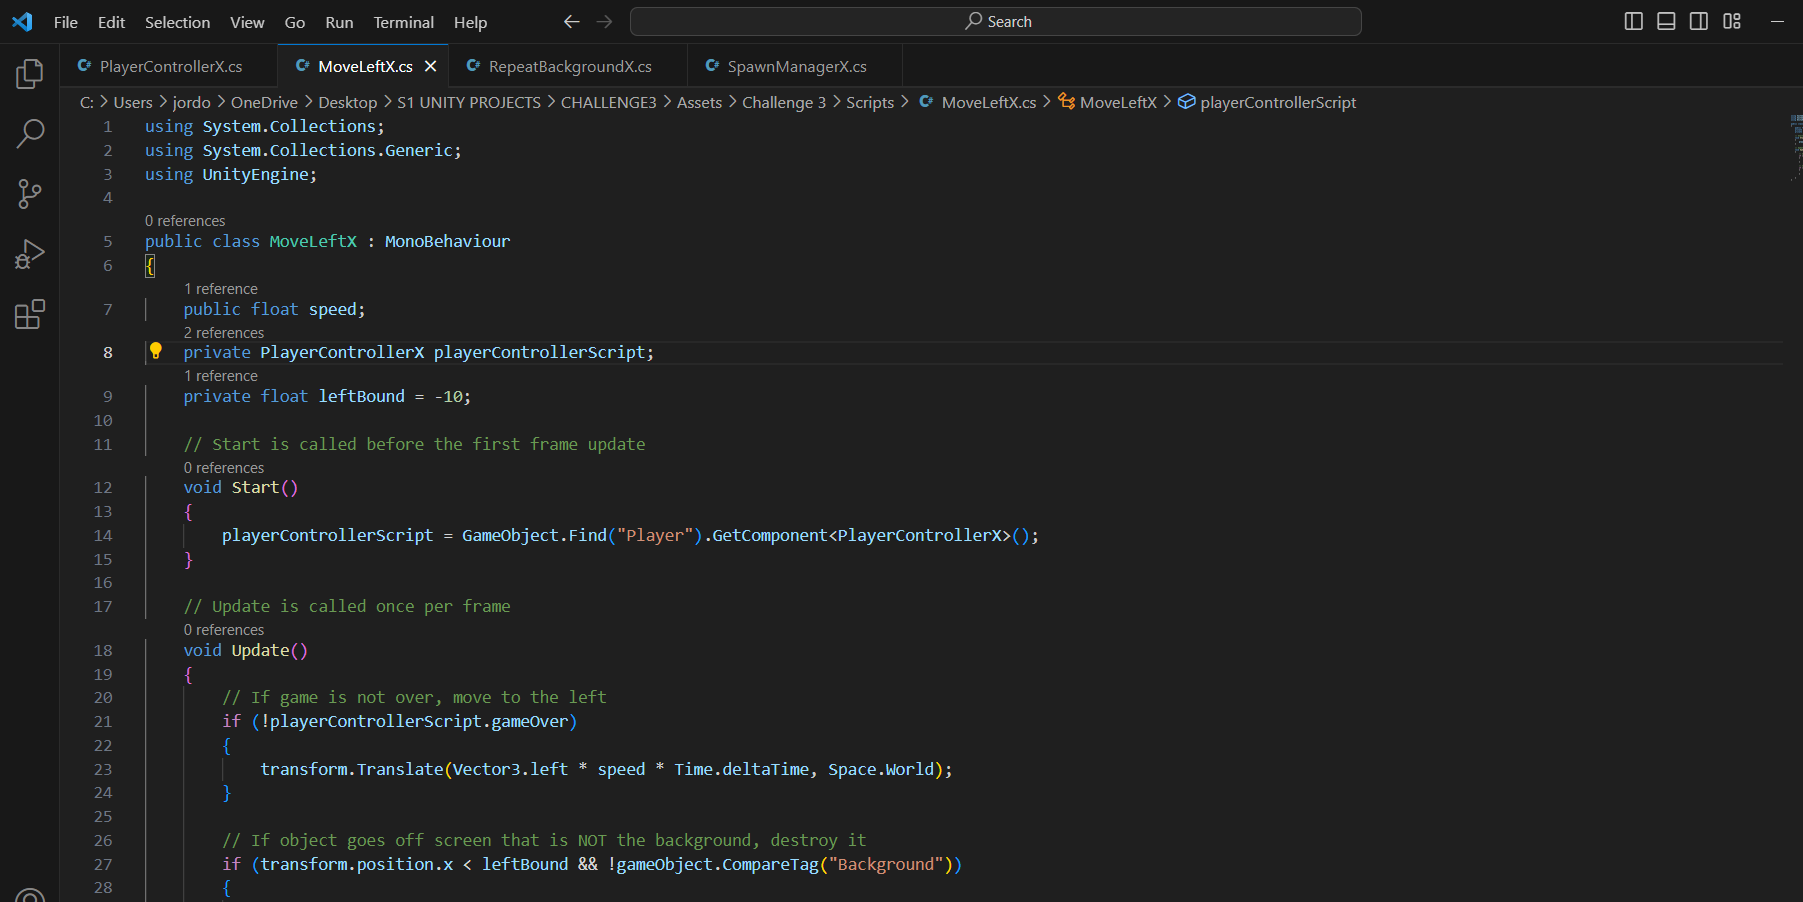 File Edit Selection View Go Run Terminal Help Search
PlayerControllerX.cs MoveLeftX.cs RepeatBackgroundX.cs SpawnManagerX.cs
C: > Users > jordo > OneDrive > Desktop > S1 UNITY PROJECTS > CHALLENGE3 > Assets > Challenge 3 > Scripts > MoveLeftX.cs > MoveLeftX > playerControllerScript
1 using System.Collections;
2 using System.Collections.Generic;
3 using UnityEngine;
4
0 references
5 public class MoveLeftX : MonoBehaviour
6 {
1 reference
7 public float speed;
2 references
8 private PlayerControllerX playerControllerScript;
1 reference
9 private float leftBound = -10;
10
11 // Start is called before the first frame update
0 references
12 void Start()
13 {
14 playerControllerScript = GameObject.Find("Player").GetComponent<PlayerControllerX>();
15 }
16
17 // Update is called once per frame
0 references
18 void Update()
19 {
20 // If game is not over, move to the left
21 if (!playerControllerScript.gameOver)
22 {
23 transform.Translate(Vector3.left * speed * Time.deltaTime, Space.World);
24 }
25
26 // If object goes off screen that is NOT the background, destroy it
27 if (transform.position.x < leftBound && !gameObject.CompareTag("Background"))
28 {